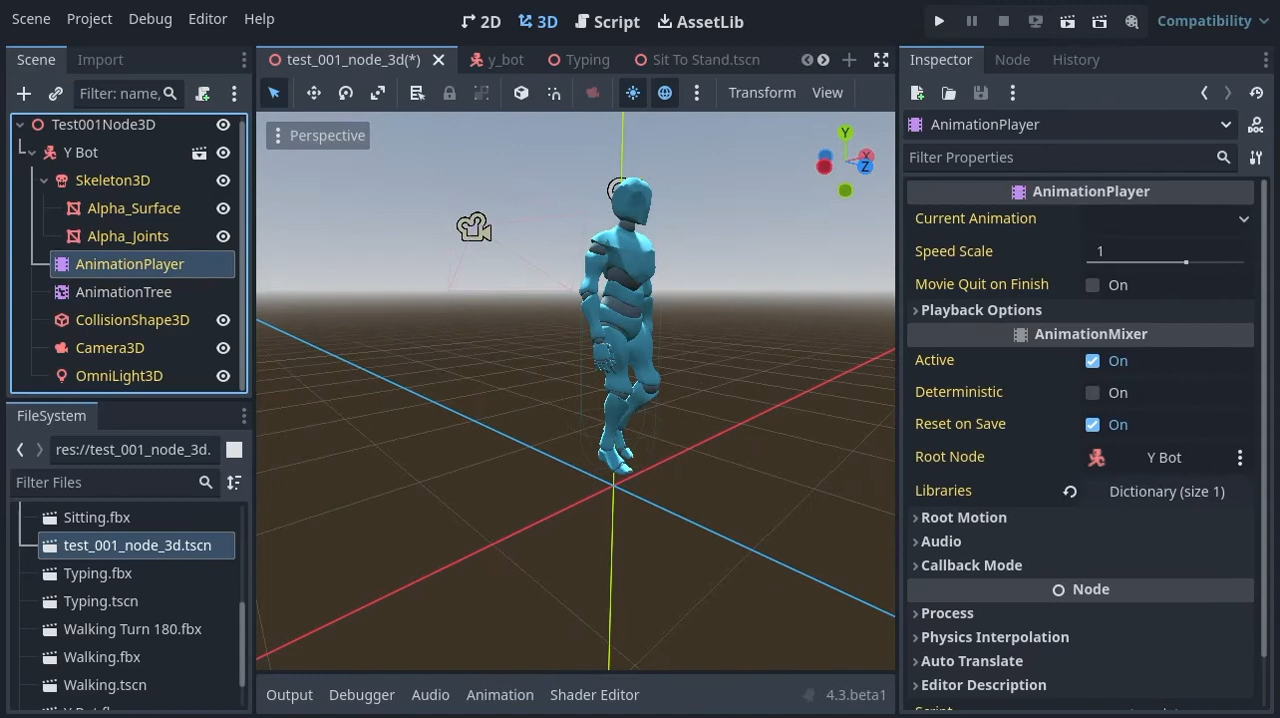 Scene Project Debug Editor Help
2D 3D Script AssetLib
Compatibility
Scene Import
Filter: name,
Test001Node3D
Y Bot
Skeleton3D
Alpha_Surface
Alpha_Joints
AnimationPlayer
AnimationTree
CollisionShape3D
Camera3D
OmniLight3D
FileSystem
res://test_001_node_3d.
Filter Files
Sitting.fbx
test_001_node_3d.tscn
Typing.fbx
Typing.tscn
Walking Turn 180.fbx
Walking.fbx
Walking.tscn
test_001_node_3d(*) y_bot Typing Sit To Stand.tscn
Transform View
Perspective
Y
X
Z
Output Debugger Audio Animation Shader Editor
4.3.beta1
Inspector Node History
AnimationPlayer
Filter Properties
AnimationPlayer
Current Animation
Speed Scale 1
Movie Quit on Finish On
Playback Options
AnimationMixer
Active On
Deterministic On
Reset on Save On
Root Node Y Bot
Libraries Dictionary (size 1)
Root Motion
Audio
Callback Mode
Node
Process
Physics Interpolation
Auto Translate
Editor Description